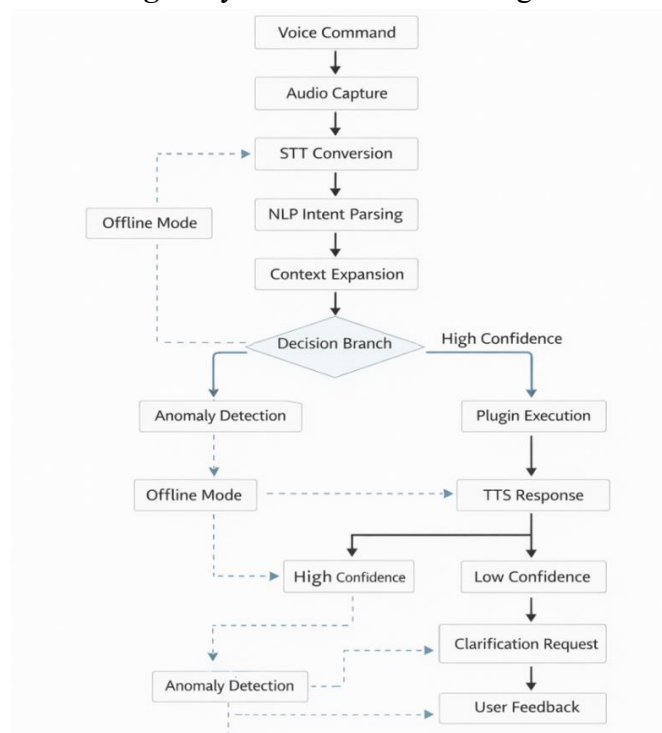 Voice Command
Audio Capture
STT Conversion
NLP Intent Parsing
Offline Mode
Context Expansion
Decision Branch
High Confidence
Anomaly Detection
Plugin Execution
Offline Mode
TTS Response
High Confidence
Low Confidence
Clarification Request
Anomaly Detection
User Feedback